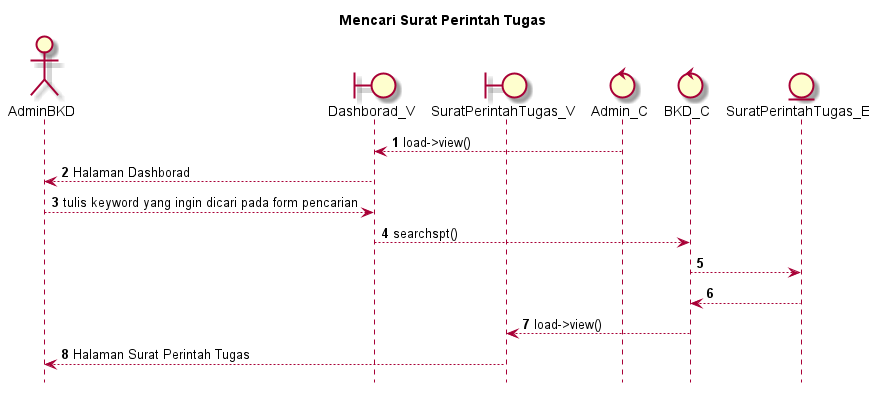 Mencari Surat Perintah Tugas
AdminBKD
Dashborad_V
SuratPerintahTugas_V
Admin_C
BKD_C
SuratPerintahTugas_E
1 load->view()
2 Halaman Dashborad
3 tulis keyword yang ingin dicari pada form pencarian
4 searchspt()
5
6
7 load->view()
8 Halaman Surat Perintah Tugas